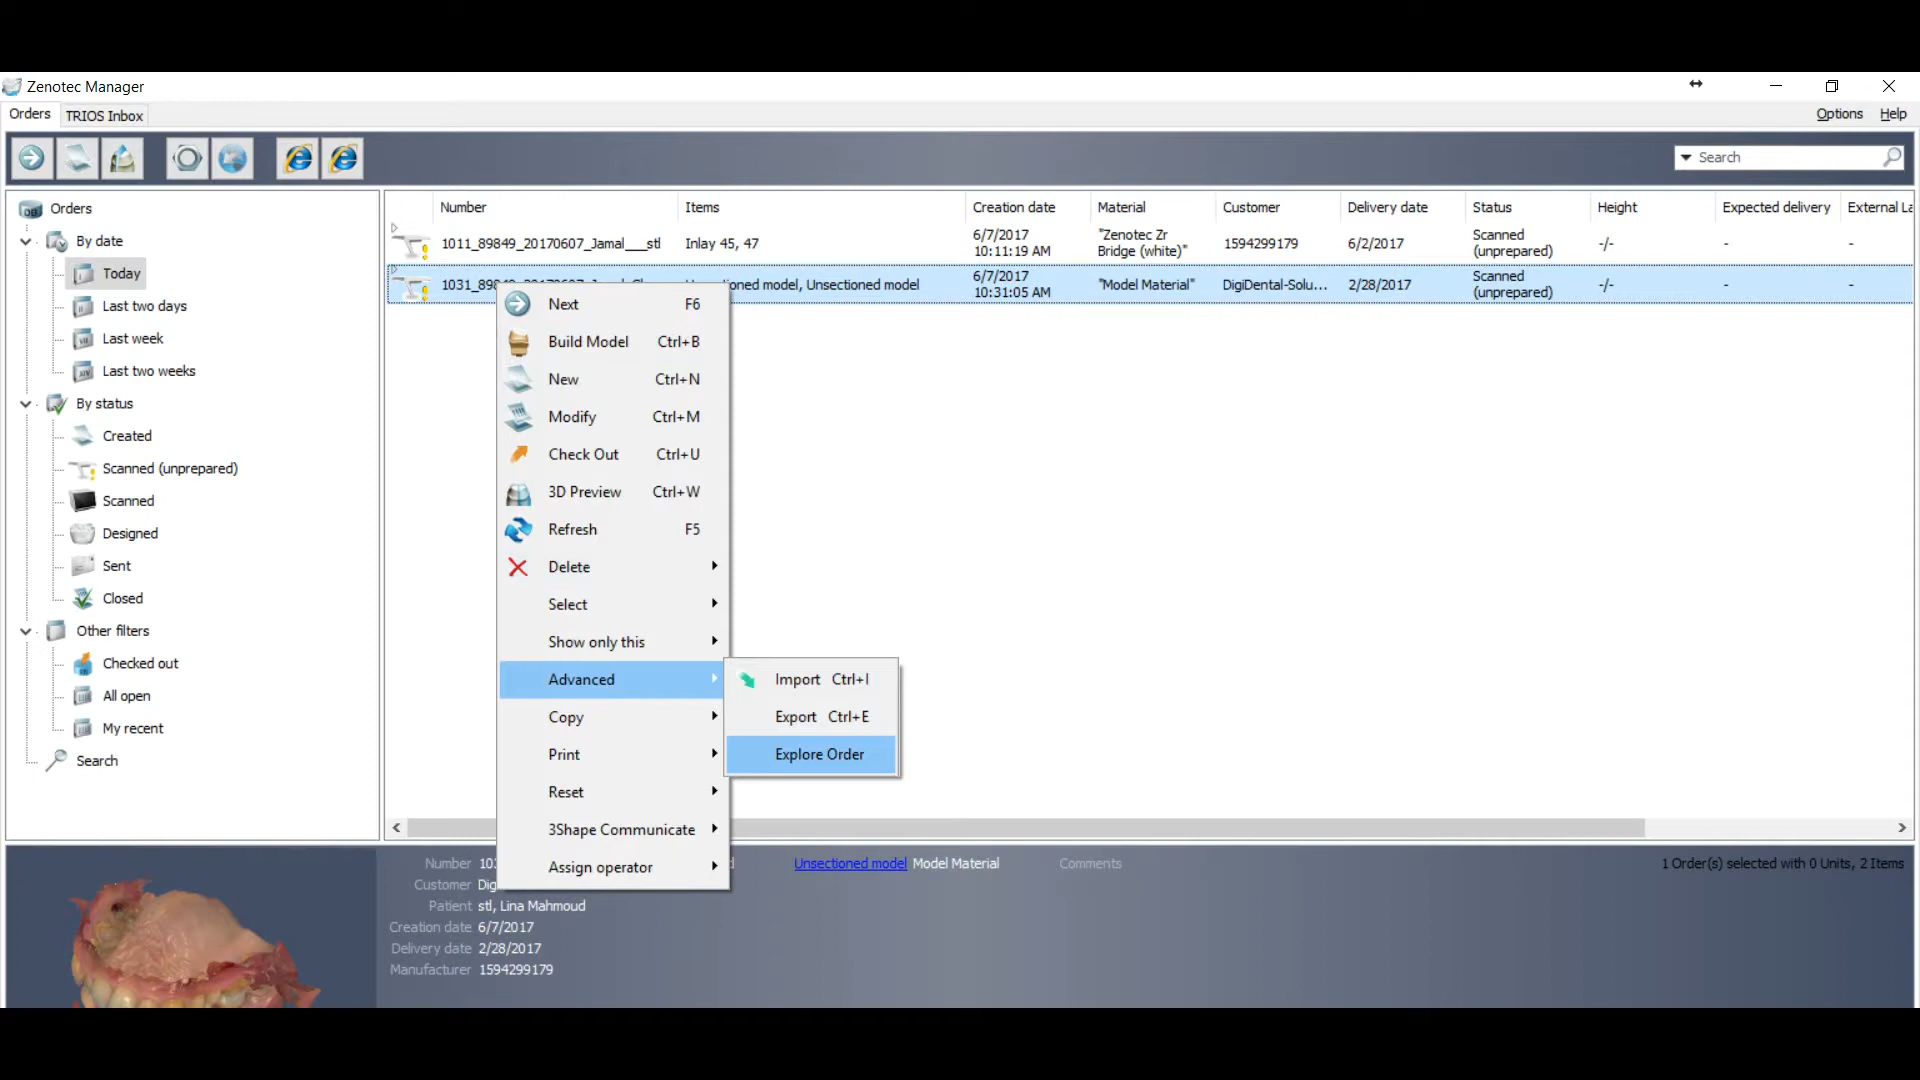 Zenotec Manager
Orders TRIOS Inbox Options Help
Search
Orders
By date
Today
Last two days
Last week
Last two weeks
By status
Created
Scanned (unprepared)
Scanned
Designed
Sent
Closed
Other filters
Checked out
All open
My recent
Search
Number Items Creation date Material Customer Delivery date Status Height Expected delivery External La
1011_89849_20170607_Jamal___stl Inlay 45, 47 6/7/2017 10:11:19 AM "Zenotec Zr Bridge (white)" 1594299179 6/2/2017 Scanned (unprepared) -/- - -
Unsectioned model 6/7/2017 10:31:05 AM "Model Material" DigiDental-Solu... 2/28/2017 Scanned (unprepared) -/- - -
Next F6
Build Model Ctrl+B
New Ctrl+N
Modify Ctrl+M
Check Out Ctrl+U
3D Preview Ctrl+W
Refresh F5
Delete
Select
Show only this
Advanced
Copy
Print
Reset
3Shape Communicate
Assign operator
Import Ctrl+I
Export Ctrl+E
Explore Order
Number 103
Customer Dig
Patient stl, Lina Mahmoud
Creation date 6/7/2017
Delivery date 2/28/2017
Manufacturer 1594299179
Unsectioned model Model Material
Comments
1 Order(s) selected with 0 Units, 2 Items